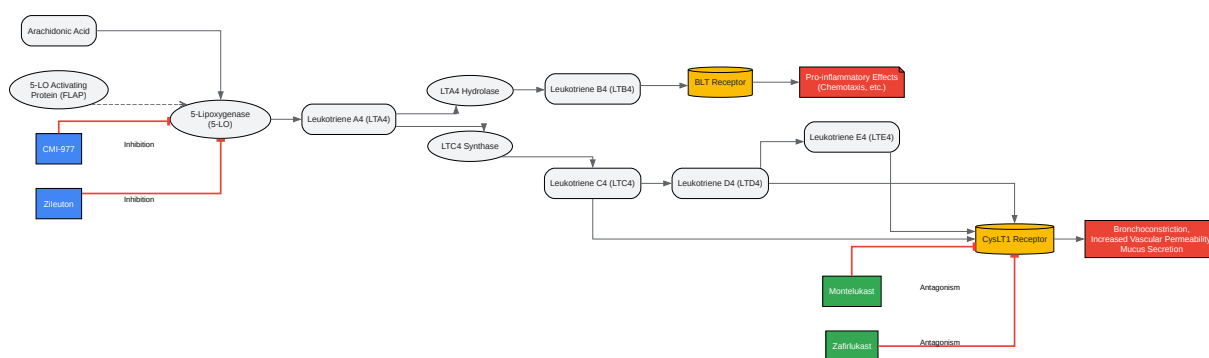 Arachidonic Acid
5-LO Activating
Protein (FLAP)
5-Lipoxygenase
(5-LO)
CMI-977
Inhibition
Zileuton
Inhibition
Leukotriene A4 (LTA4)
LTA4 Hydrolase
LTC4 Synthase
Leukotriene B4 (LTB4)
BLT Receptor
Pro-inflammatory Effects
(Chemotaxis, etc.)
Leukotriene C4 (LTC4)
Leukotriene D4 (LTD4)
Leukotriene E4 (LTE4)
CysLT1 Receptor
Bronchoconstriction,
Increased Vascular Permeability
Mucus Secretion
Montelukast
Antagonism
Zafirlukast
Antagonism